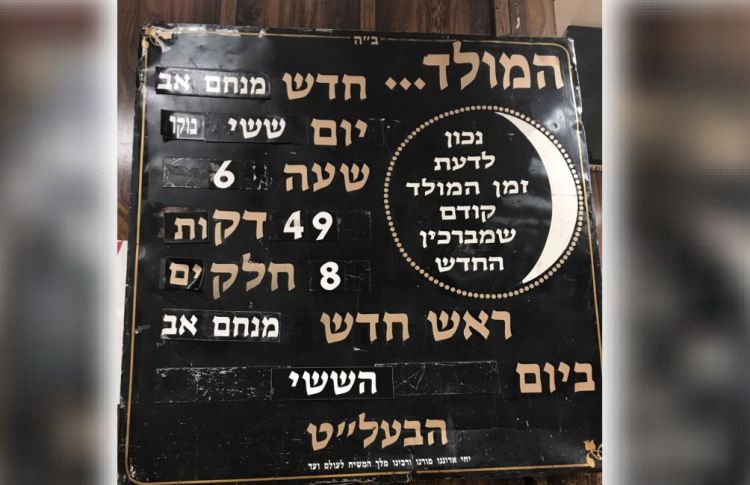 ב״ה
המולד...
חדש מנחם אב
יום ששי בוקר
שעה 6
49 דקות
8 חלקים
נכון
לדעת
זמן המולד
קודם
שמברכין
החדש
ראש חדש מנחם אב
ביום הששי
הבעל״ט
יחי אדוננו מורנו ורבינו מלך המשיח לעולם ועד